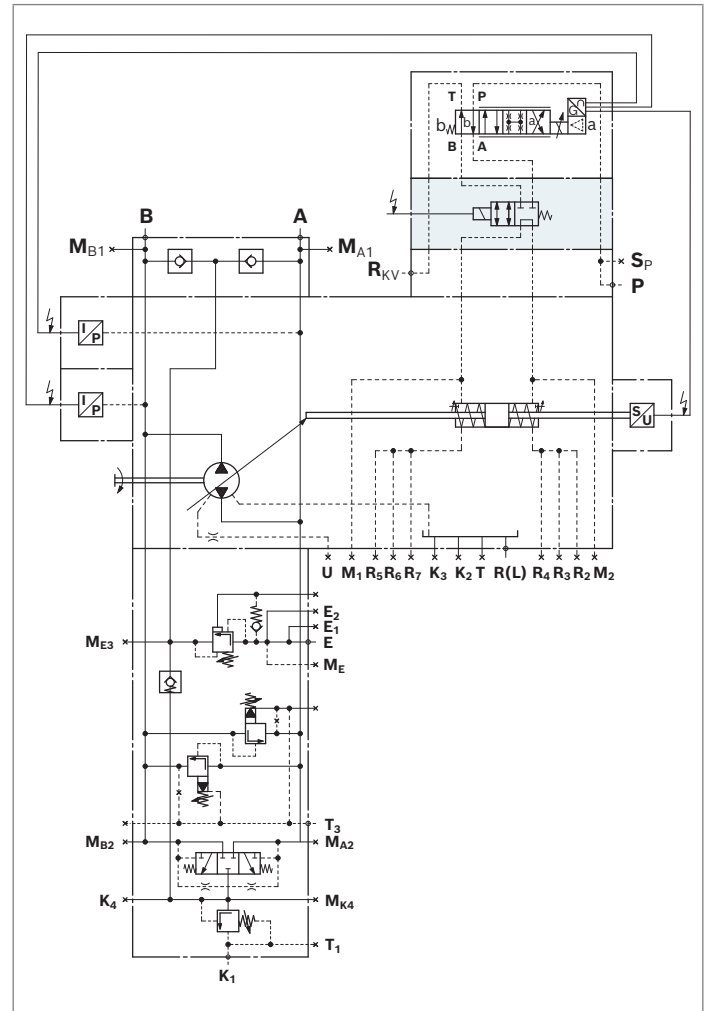 T P
U
G
b b a a
B A
B A
M_B1 M_A1
R_KV S_P
P
I P
I P
S U
U M₁ R₅ R₆ R₇ K₃ K₂ T R(L) R₄ R₃ R₂ M₂
E₂
E₁
M_E3 E
M_E
T₃
M_B2 M_A2
K₄ M_K4
T₁
K₁